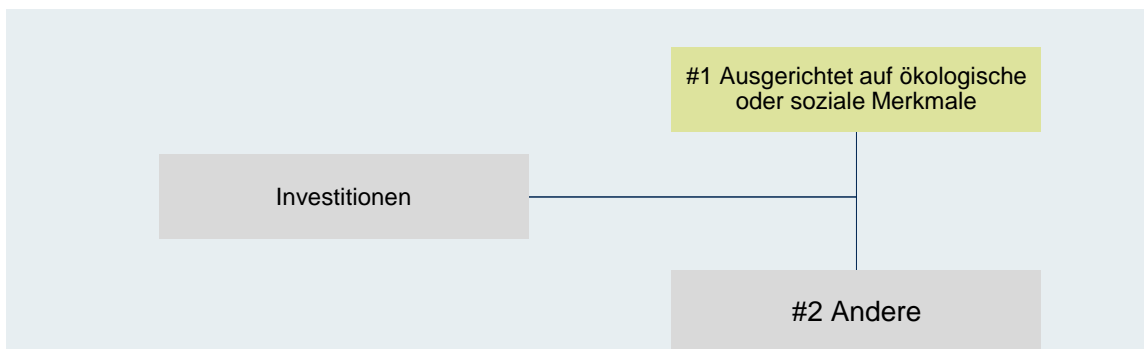 #1 Ausgerichtet auf ökologische
oder soziale Merkmale
Investitionen
#2 Andere